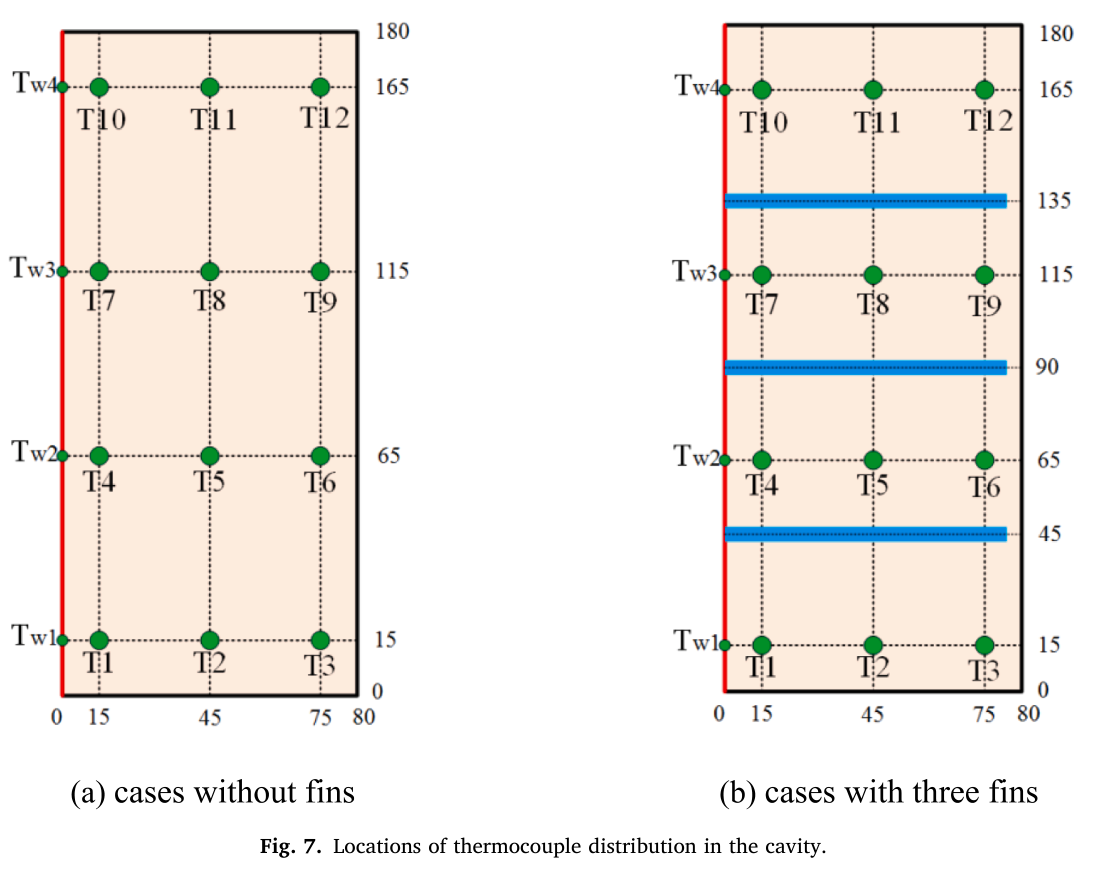 180
Tw4 165
T10 T11 T12
Tw3 115
T7 T8 T9
Tw2 65
T4 T5 T6
Tw1 15
T1 T2 T3
0
0 15 45 75 80
(a) cases without fins
180
Tw4 165
T10 T11 T12
135
Tw3 115
T7 T8 T9
90
Tw2 65
T4 T5 T6
45
Tw1 15
T1 T2 T3
0
0 15 45 75 80
(b) cases with three fins
Fig. 7. Locations of thermocouple distribution in the cavity.